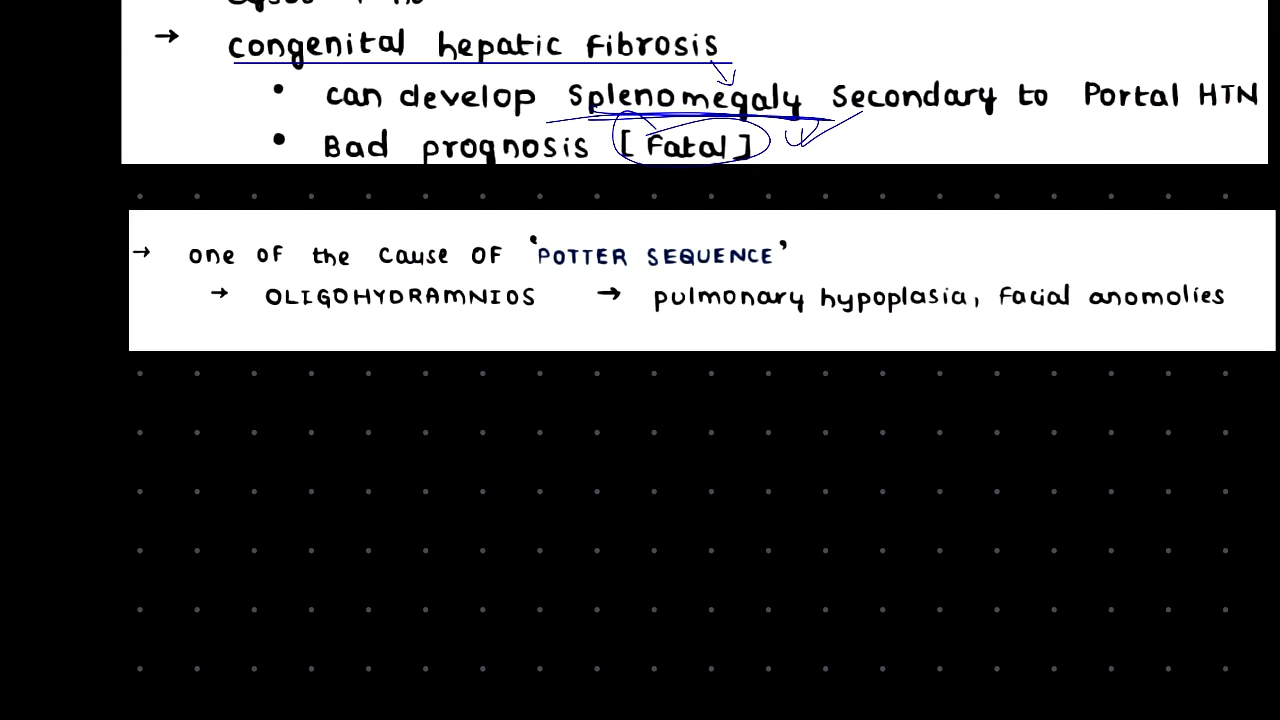 → congenital hepatic fibrosis
• can develop splenomegaly secondary to Portal HTN
• Bad prognosis [Fatal]
→ one of the cause of 'POTTER SEQUENCE'
→ OLIGOHYDRAMNIOS → pulmonary hypoplasia, facial anomolies